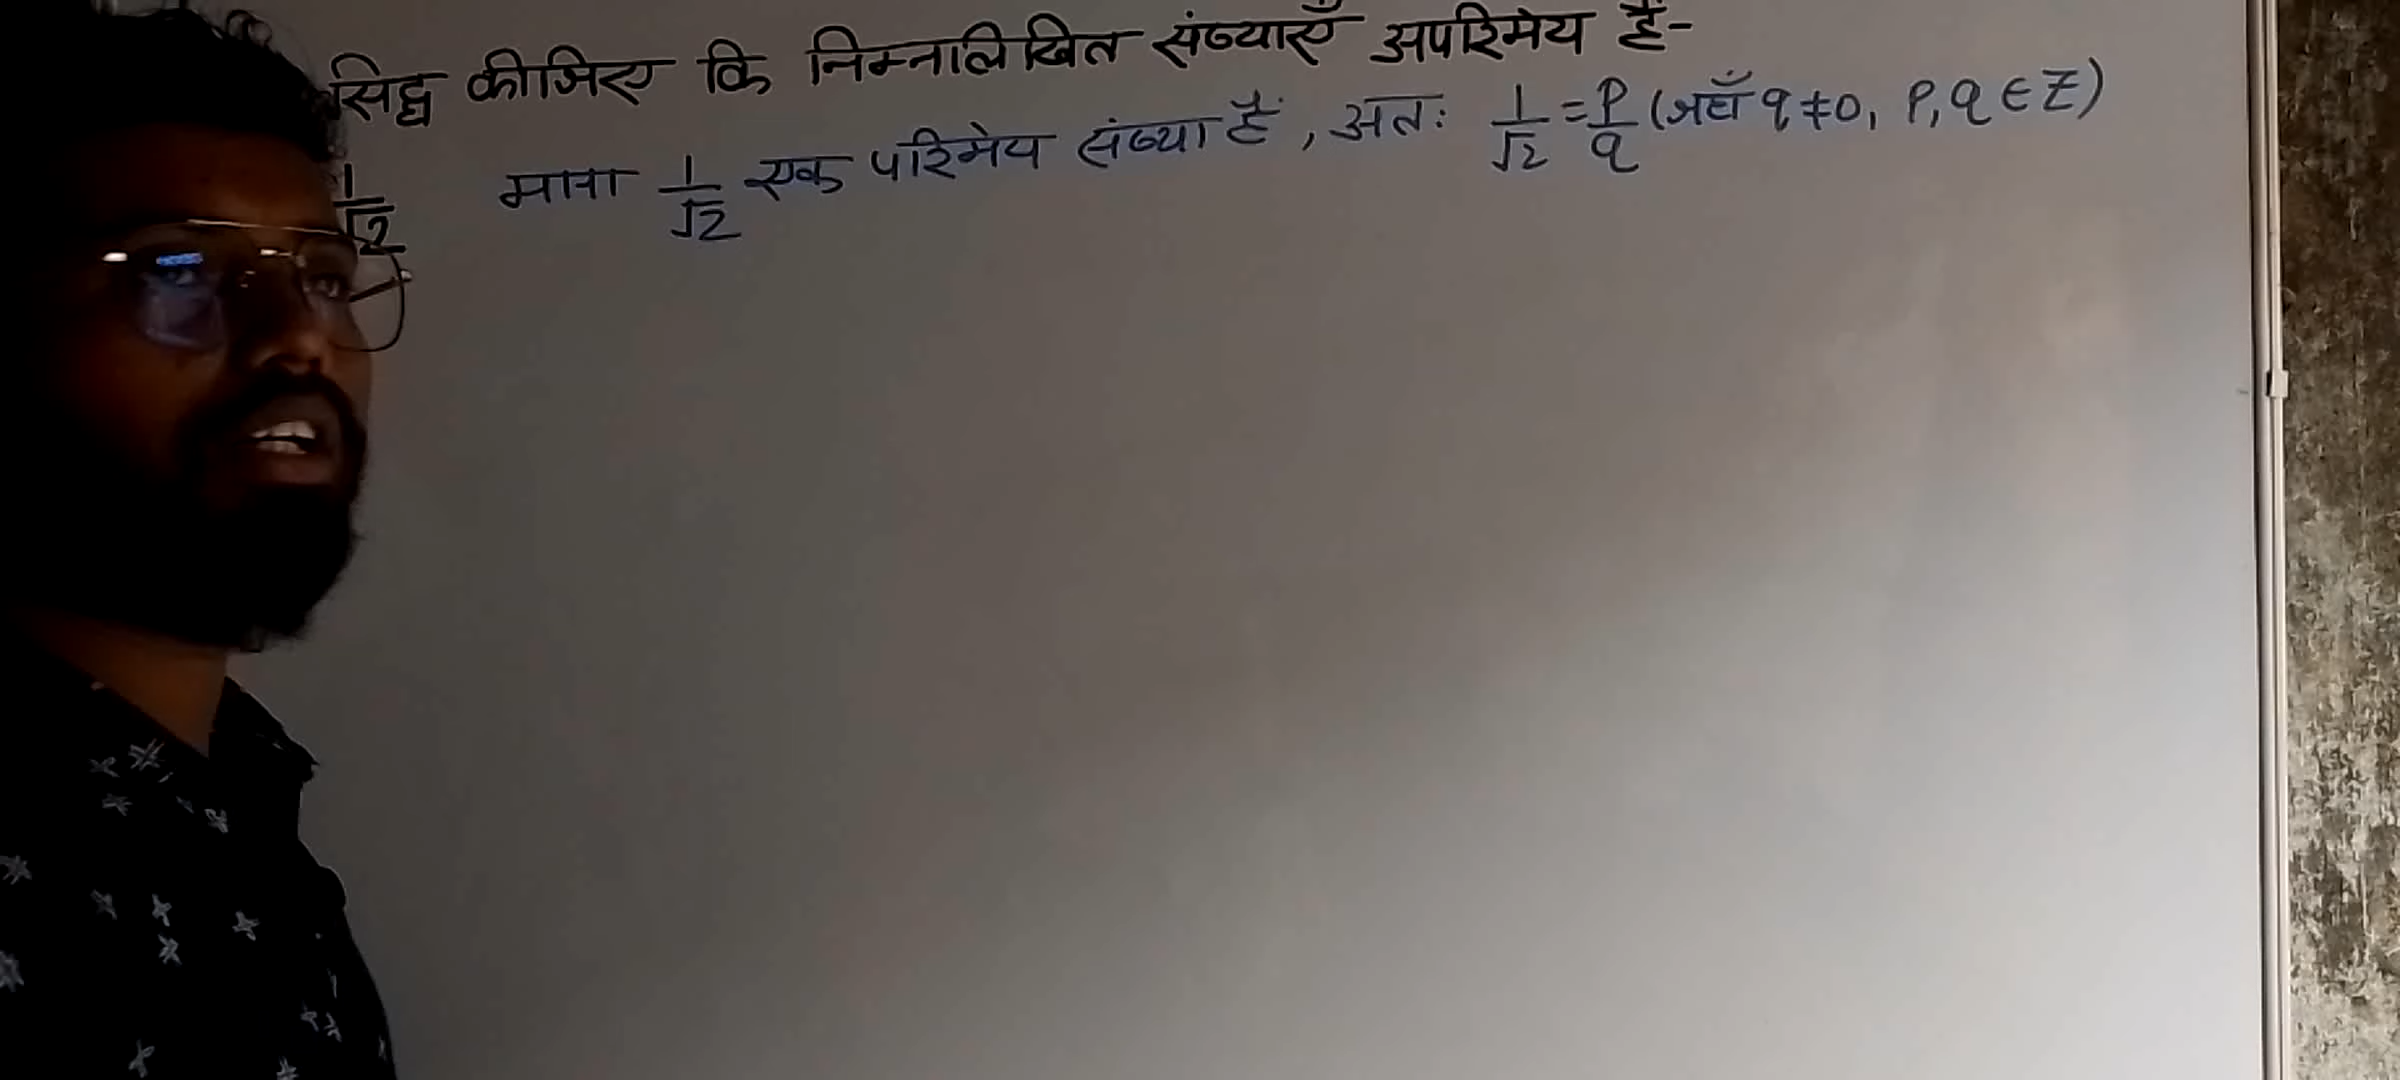 सिद्ध कीजिए कि निम्नलिखित संख्याएँ अपरिमेय हैं-
1/√2 माना 1/√2 एक परिमेय संख्या है, अतः 1/√2 = P/q (जहाँ q ≠ 0, P, q ∈ Z)